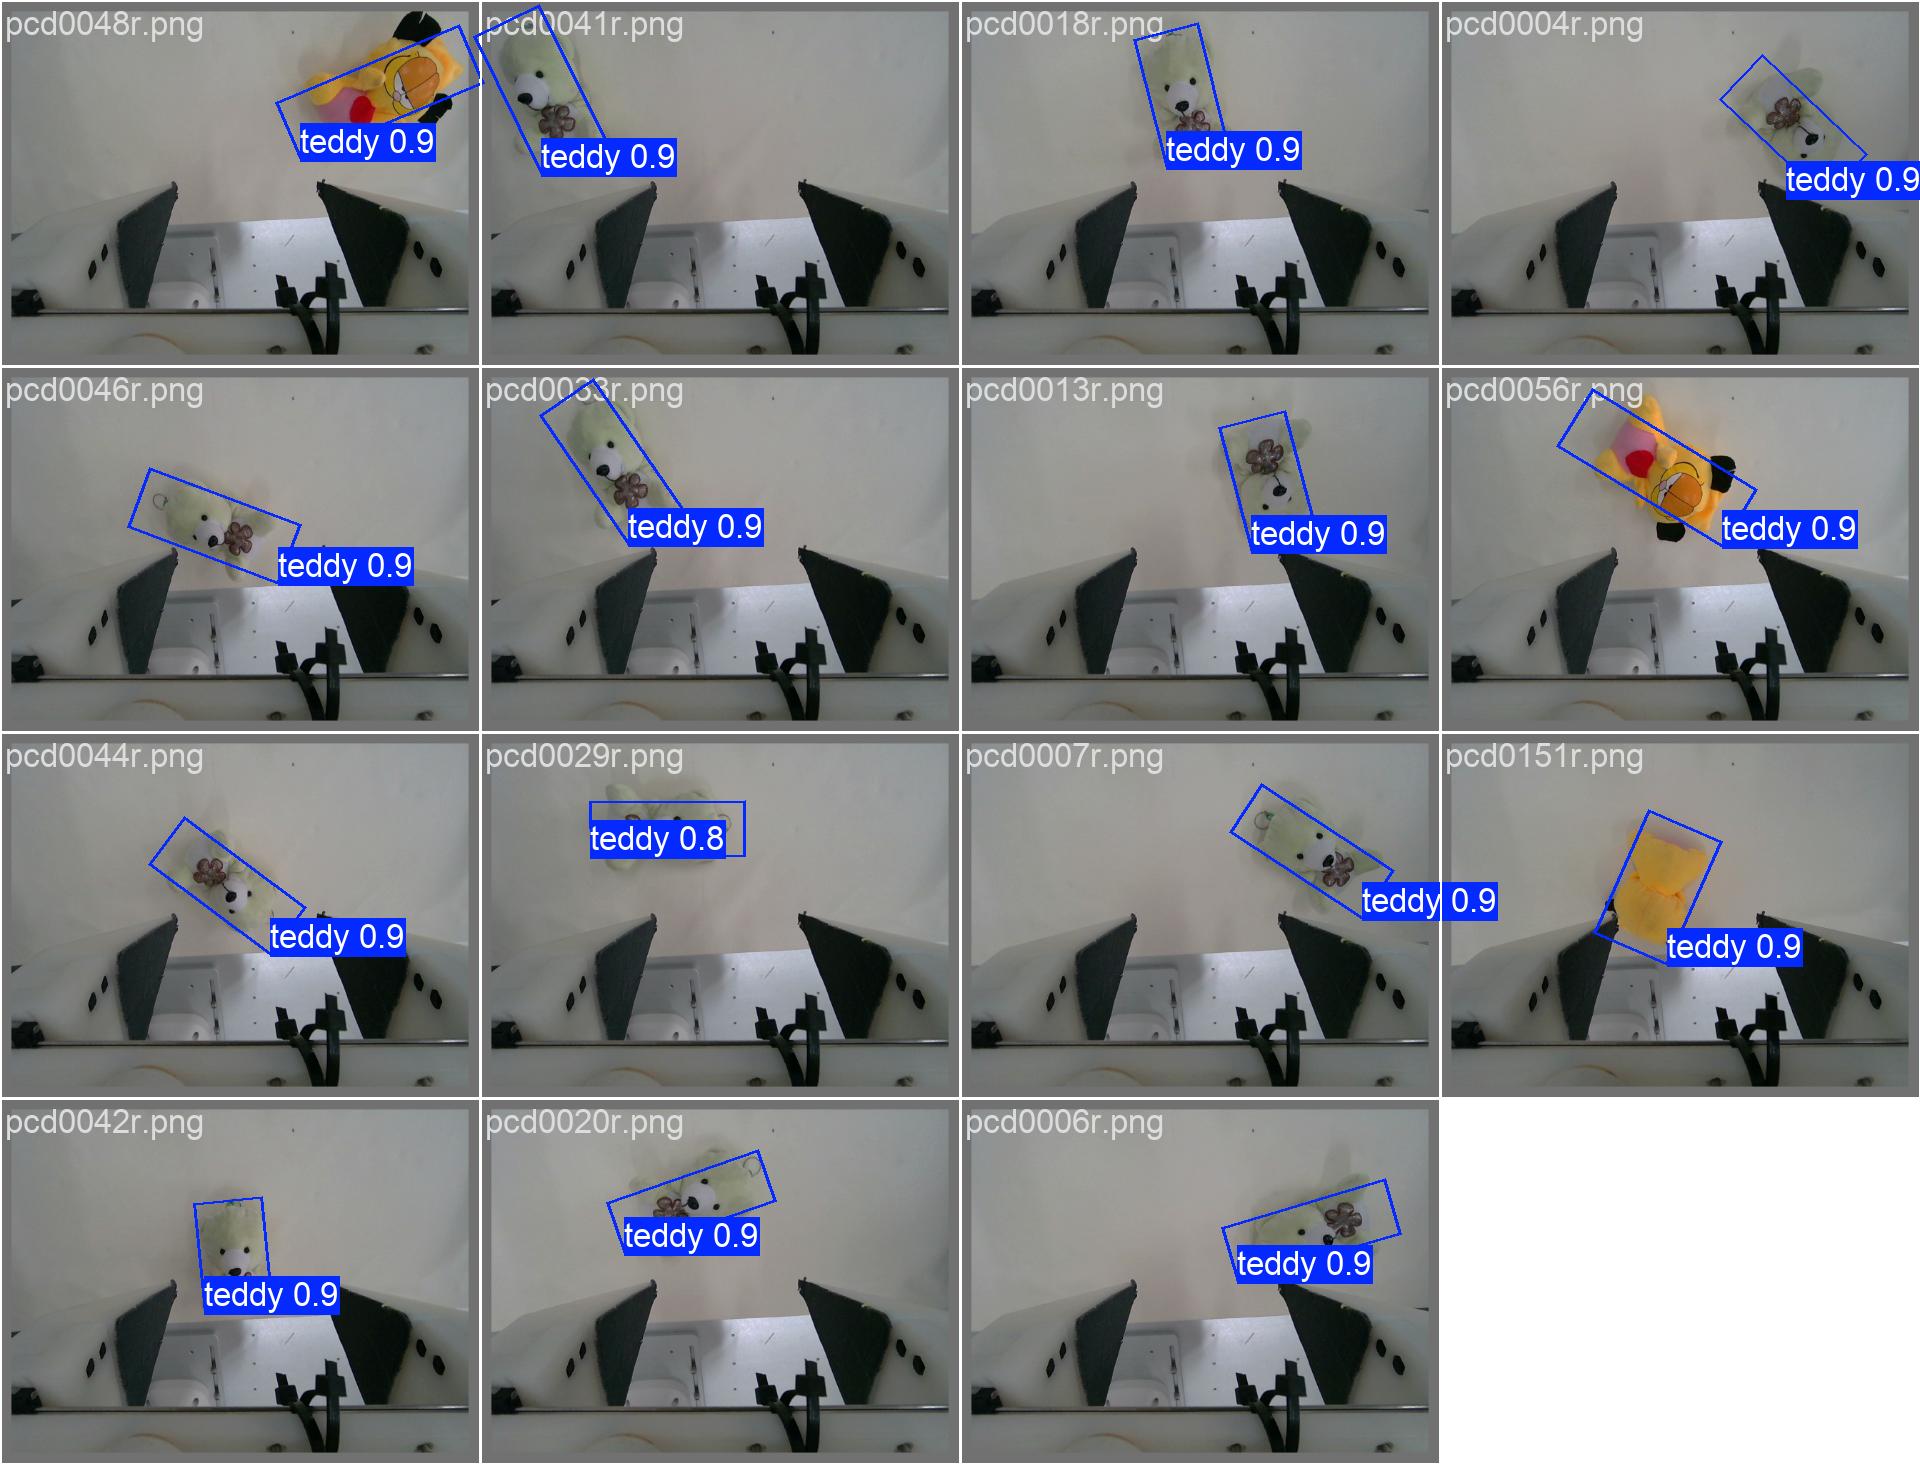 pcd0048r.png
teddy 0.9
pcd0041r.png
teddy 0.9
pcd0018r.png
teddy 0.9
pcd0004r.png
teddy 0.9
pcd0046r.png
teddy 0.9
pcd0033r.png
teddy 0.9
pcd0013r.png
teddy 0.9
pcd0056r.png
teddy 0.9
pcd0044r.png
teddy 0.9
pcd0029r.png
teddy 0.8
pcd0007r.png
teddy 0.9
pcd0151r.png
teddy 0.9
pcd0042r.png
teddy 0.9
pcd0020r.png
teddy 0.9
pcd0006r.png
teddy 0.9